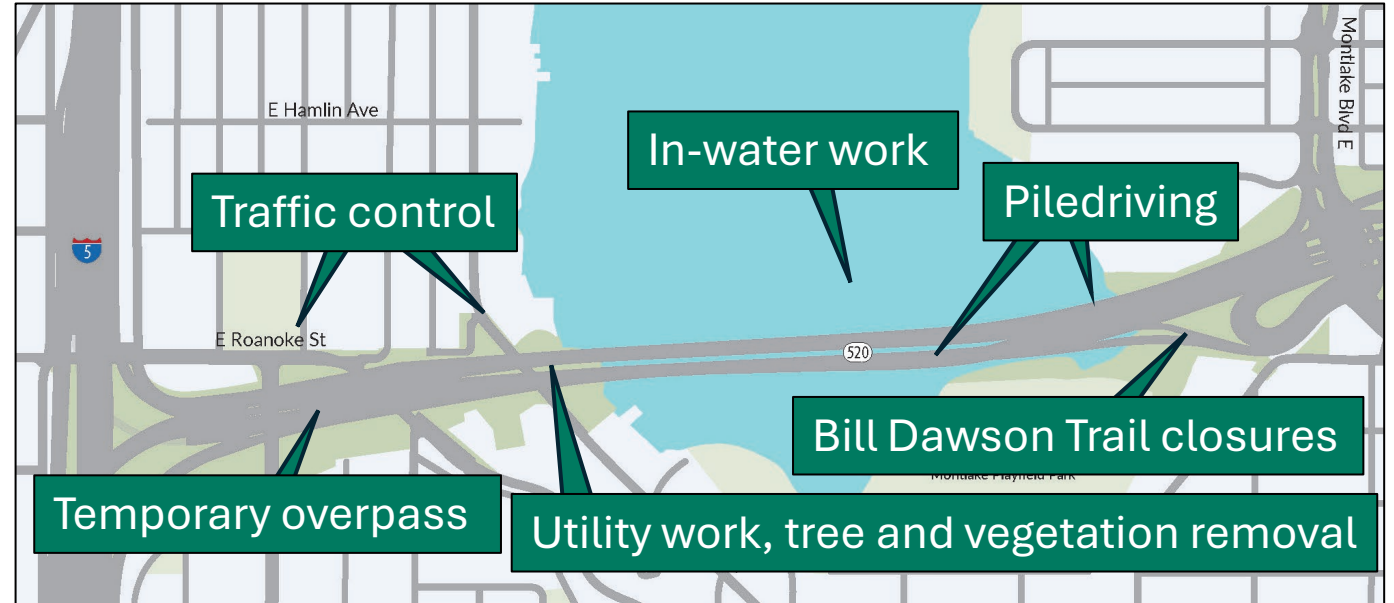 Montlake Blvd E
E Hamlin Ave
In-water work
Piledriving
Traffic control
5
E Roanoke St
520
Bill Dawson Trail closures
Montlake Playfield Park
Temporary overpass
Utility work, tree and vegetation removal